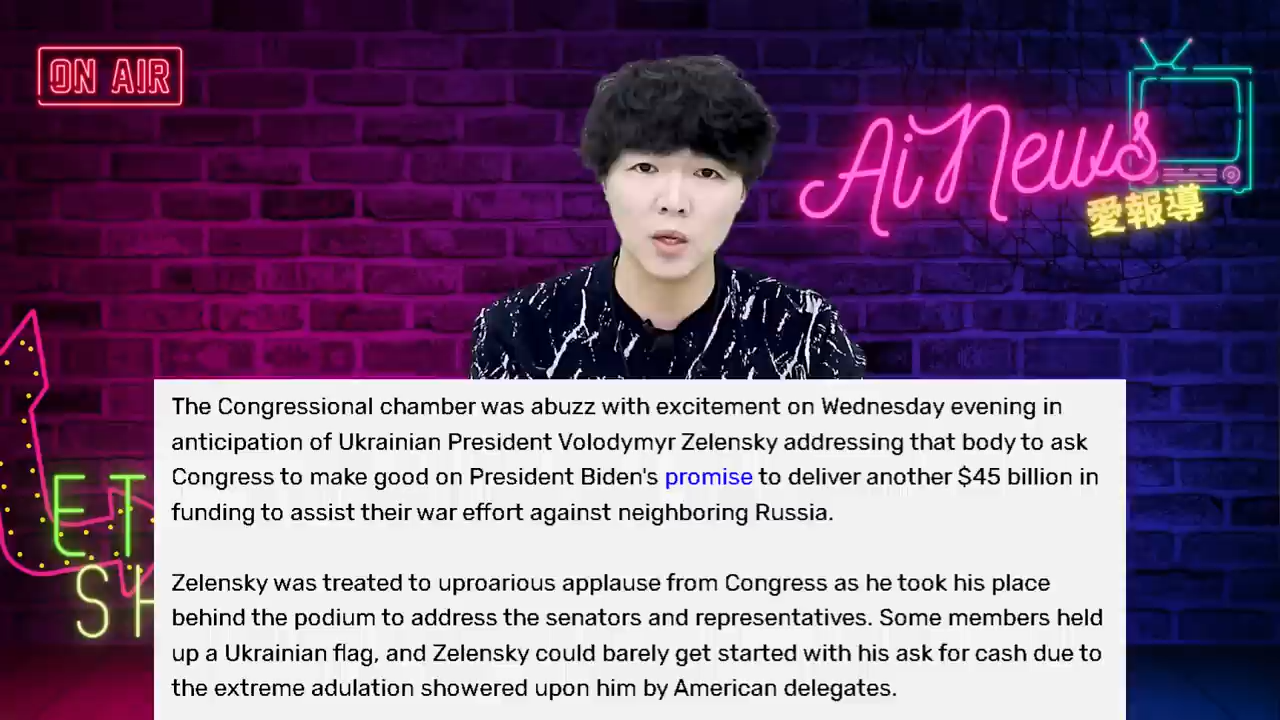 ON AIR
Ai News
愛報導
ET
SH
The Congressional chamber was abuzz with excitement on Wednesday evening in
anticipation of Ukrainian President Volodymyr Zelensky addressing that body to ask
Congress to make good on President Biden's promise to deliver another $45 billion in
funding to assist their war effort against neighboring Russia.
Zelensky was treated to uproarious applause from Congress as he took his place
behind the podium to address the senators and representatives. Some members held
up a Ukrainian flag, and Zelensky could barely get started with his ask for cash due to
the extreme adulation showered upon him by American delegates.